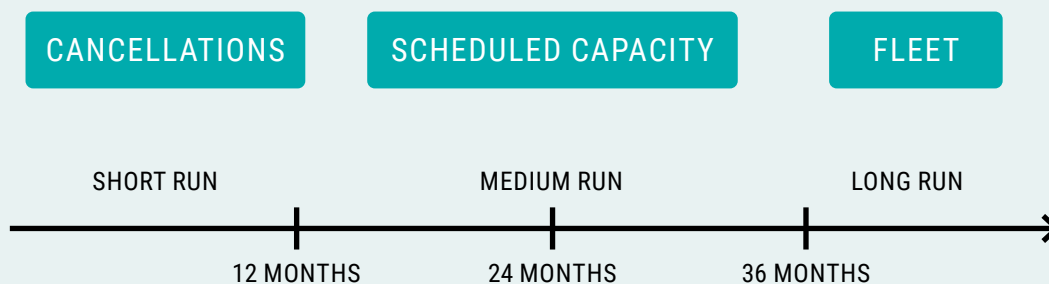 CANCELLATIONS SCHEDULED CAPACITY FLEET
SHORT RUN MEDIUM RUN LONG RUN
12 MONTHS 24 MONTHS 36 MONTHS